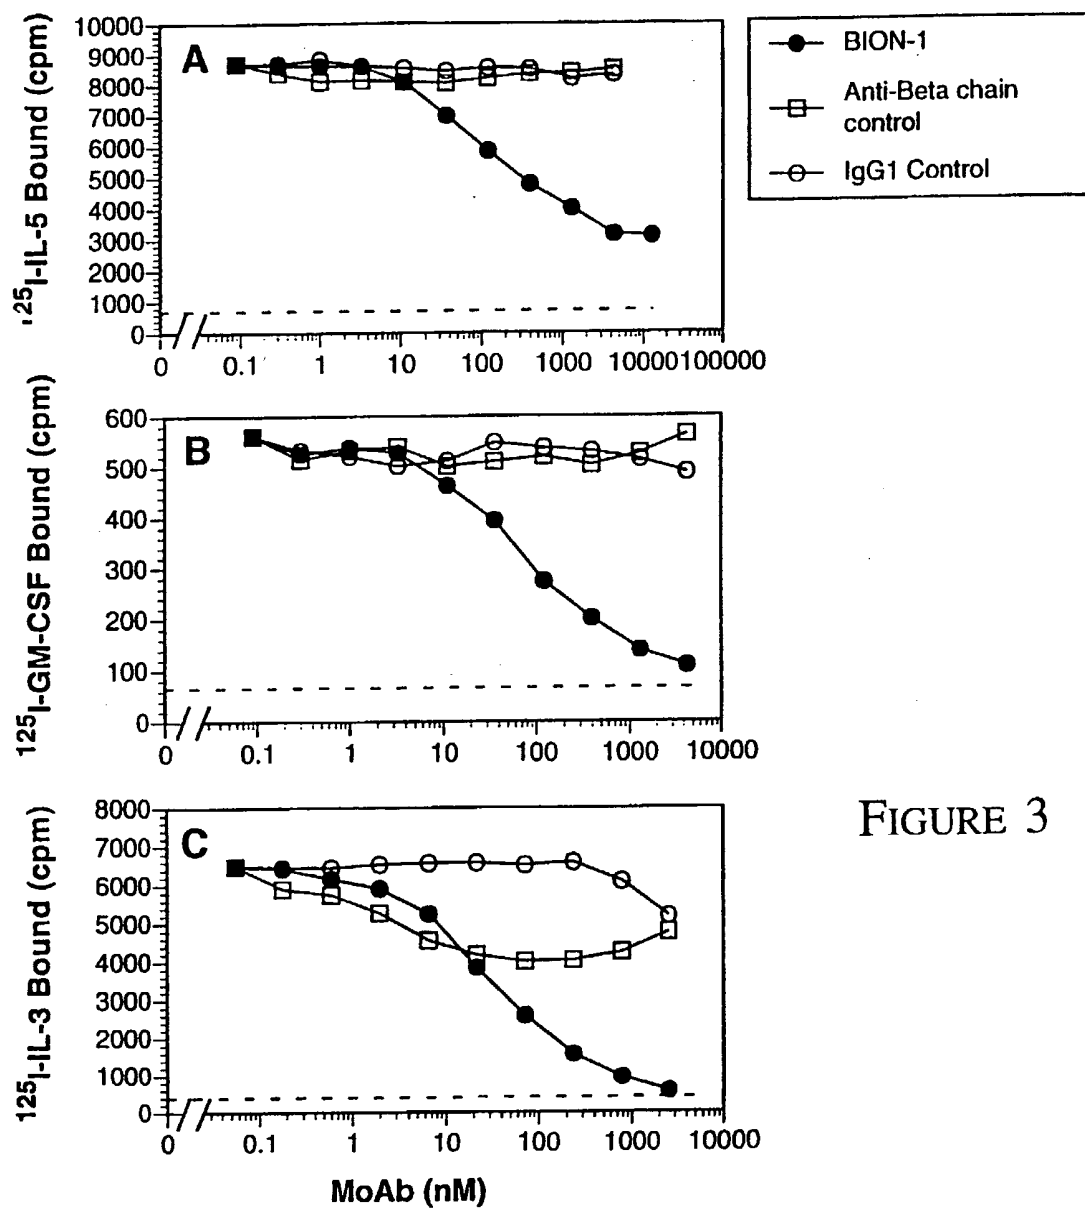 BION-1
Anti-Beta chain
control
IgG1 Control
A
¹²⁵I-IL-5 Bound (cpm)
10000
9000
8000
7000
6000
5000
4000
3000
2000
1000
0
0 0.1 1 10 100 1000 10000 100000
B
¹²⁵I-GM-CSF Bound (cpm)
600
500
400
300
200
100
0
0 0.1 1 10 100 1000 10000
C
¹²⁵I-IL-3 Bound (cpm)
8000
7000
6000
5000
4000
3000
2000
1000
0
0 0.1 1 10 100 1000 10000
MoAb (nM)
FIGURE 3